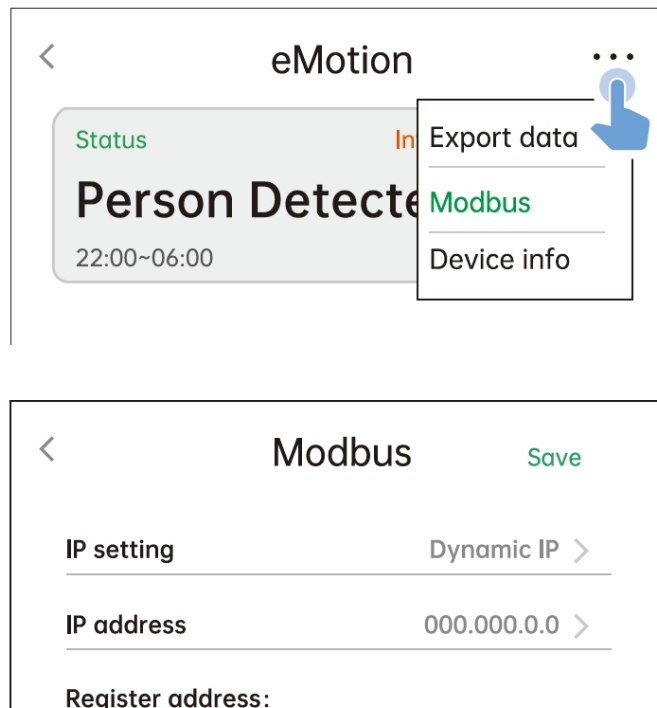 eMotion
Status
Export data
Person
Modbus
22:00~06:00
Device info
Modbus
Save
IP setting
Dynamic IP
IP address
000.000.0.0
Register address: